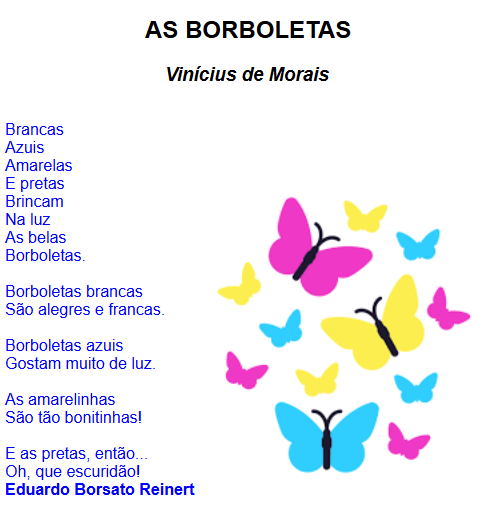 AS BORBOLETAS
Vinícius de Morais
Brancas
Azuis
Amarelas
E pretas
Brincam
Na luz
As belas
Borboletas.
Borboletas brancas
São alegres e francas.
Borboletas azuis
Gostam muito de luz.
As amarelinhas
São tão bonitinhas!
E as pretas, então...
Oh, que escuridão!
Eduardo Borsato Reinert